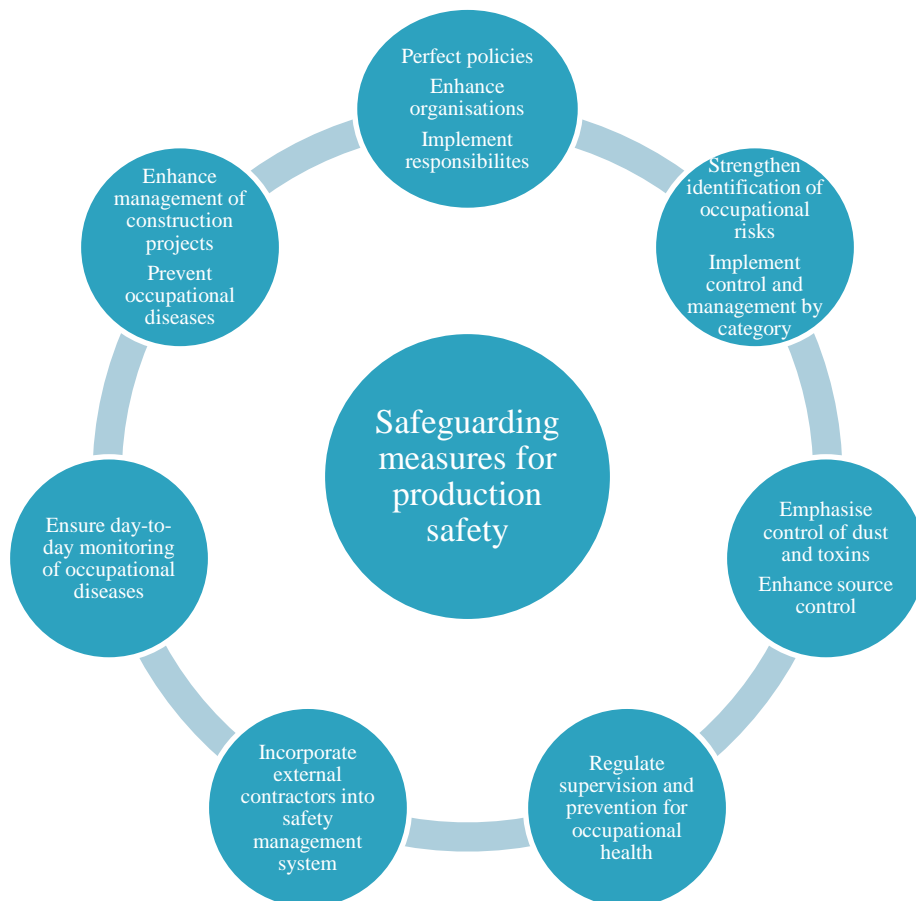 Perfect policies
Enhance
organisations
Implement
responsibilites
Strengthen
identification of
occupational
risks
Implement
control and
management by
category
Emphasise
control of dust
and toxins
Enhance source
control
Regulate
supervision and
prevention for
occupational
health
Incorporate
external
contractors into
safety
management
system
Ensure day-to-
day monitoring
of occupational
diseases
Enhance
management of
construction
projects
Prevent
occupational
diseases
Safeguarding
measures for
production
safety